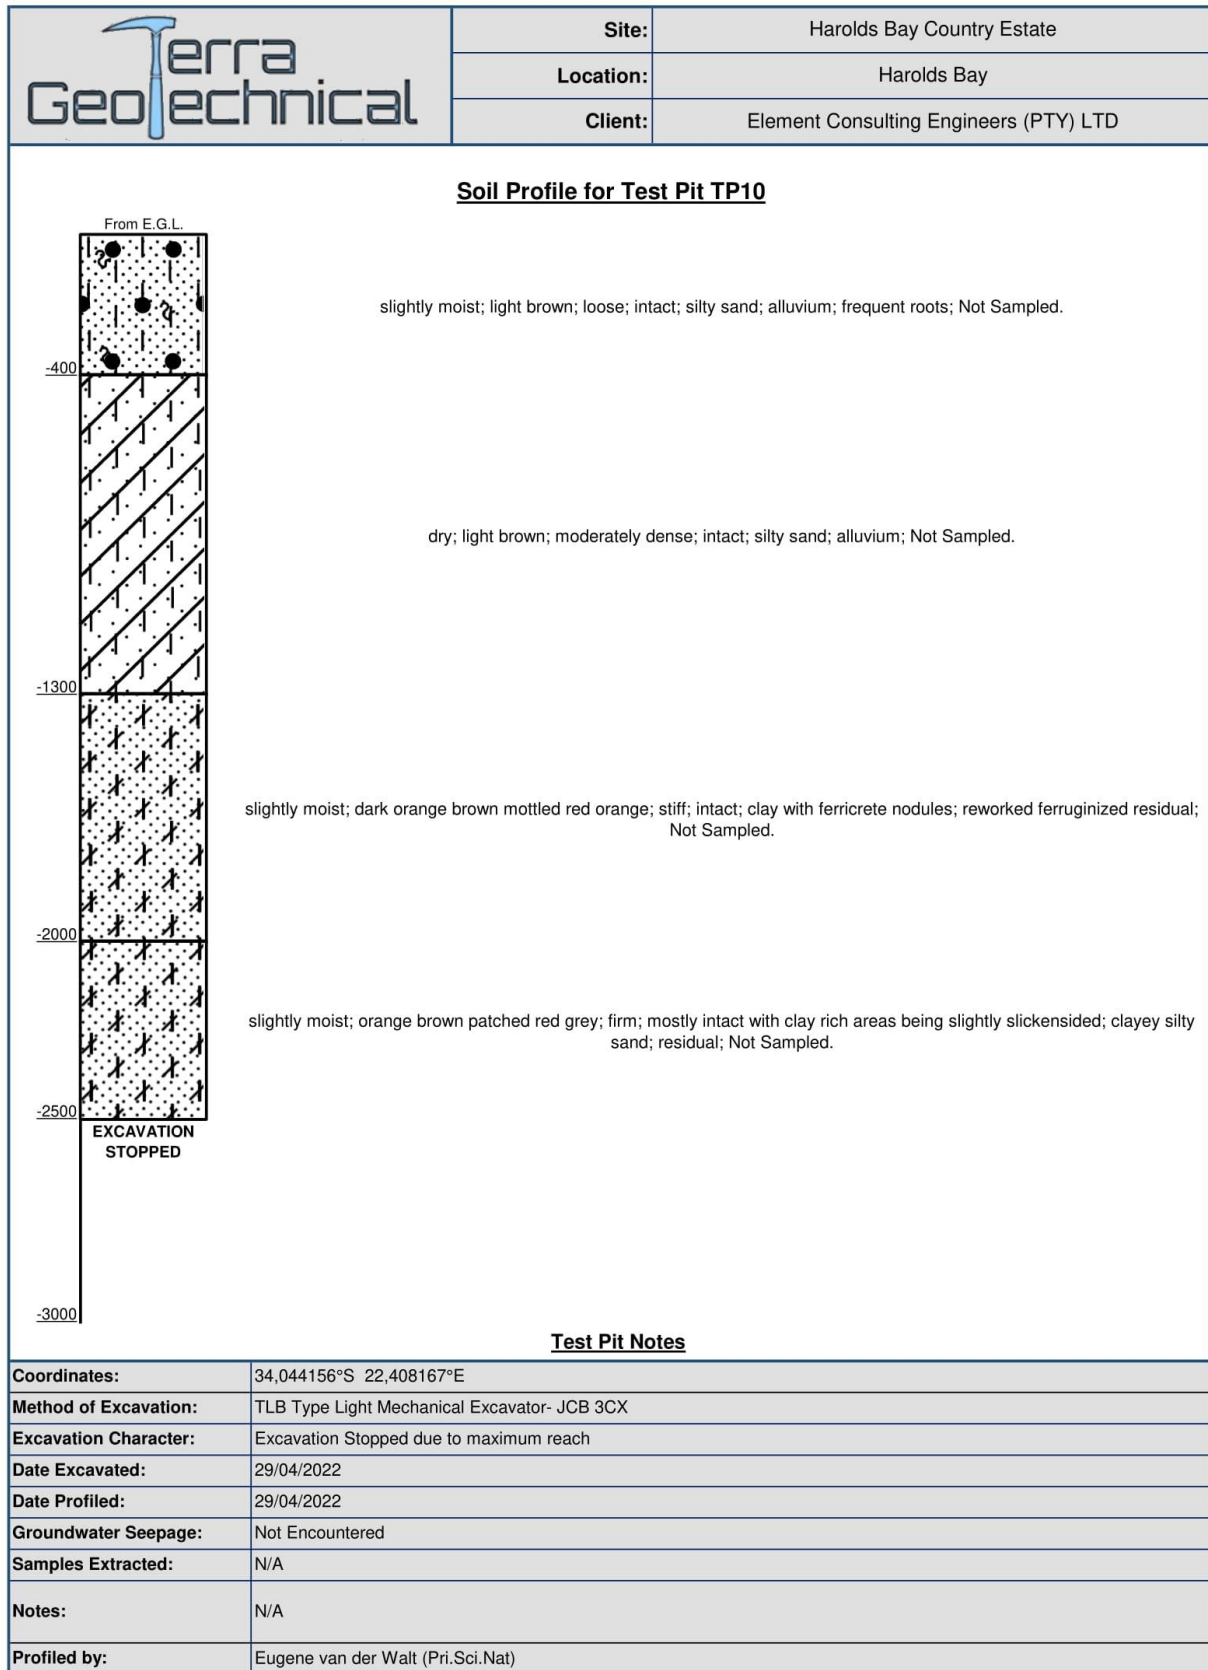 Terra
GeoTechnical
Site: Harolds Bay Country Estate
Location: Harolds Bay
Client: Element Consulting Engineers (PTY) LTD
Soil Profile for Test Pit TP10
From E.G.L.
slightly moist; light brown; loose; intact; silty sand; alluvium; frequent roots; Not Sampled.
-400
dry; light brown; moderately dense; intact; silty sand; alluvium; Not Sampled.
-1300
slightly moist; dark orange brown mottled red orange; stiff; intact; clay with ferricrete nodules; reworked ferruginized residual;
Not Sampled.
-2000
slightly moist; orange brown patched red grey; firm; mostly intact with clay rich areas being slightly slickensided; clayey silty
sand; residual; Not Sampled.
-2500
EXCAVATION
STOPPED
-3000
Test Pit Notes
Coordinates: 34,044156°S 22,408167°E
Method of Excavation: TLB Type Light Mechanical Excavator- JCB 3CX
Excavation Character: Excavation Stopped due to maximum reach
Date Excavated: 29/04/2022
Date Profiled: 29/04/2022
Groundwater Seepage: Not Encountered
Samples Extracted: N/A
Notes: N/A
Profiled by: Eugene van der Walt (Pri.Sci.Nat)